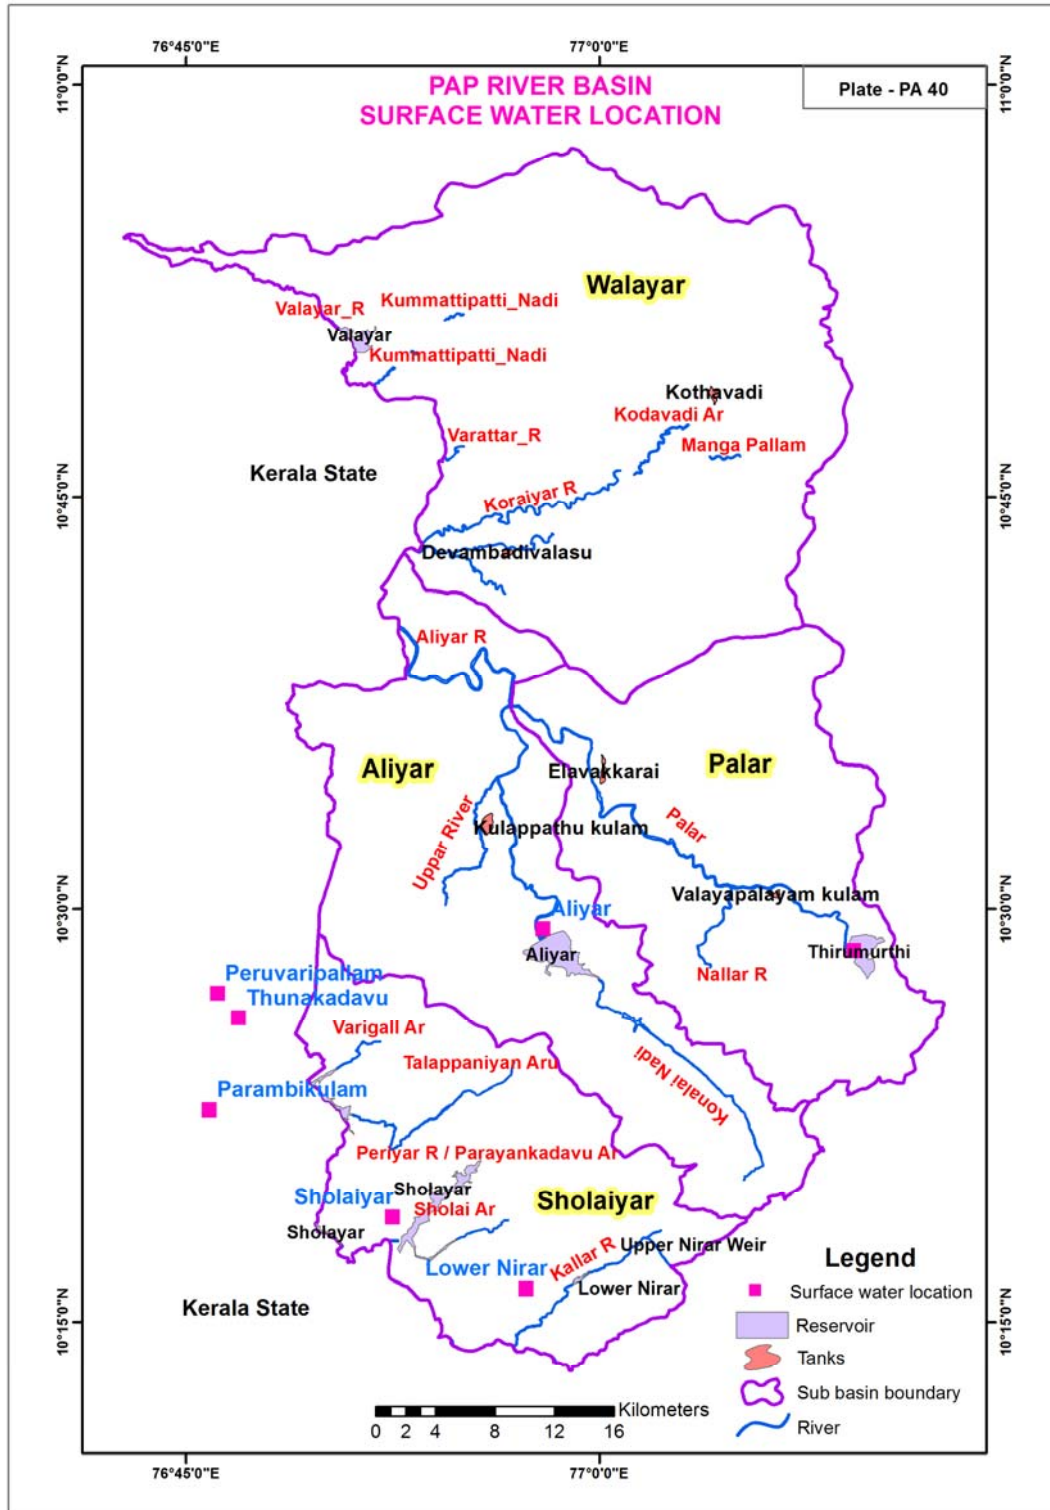 76°45'0"E
77°0'0"E
PAP RIVER BASIN
SURFACE WATER LOCATION
Plate - PA 40
11°0'0"N
11°0'0"N
Walayar
Valayar_R
Kummattipatti_Nadi
Valayar
Kummattipatti_Nadi
Kothavadi
Kodavadi Ar
Varattar_R
Manga Pallam
Kerala State
Koraiyar R
10°45'0"N
10°45'0"N
Devambadivalasu
Aliyar R
Aliyar
Palar
Elavakkarai
Uppar River
Kulappathu kulam
Palar
Valayapalayam kulam
10°30'0"N
10°30'0"N
Aliyar
Aliyar
Thirumurthi
Nallar R
Peruvaripallam
Thunakadavu
Varigall Ar
Talappaniyan Aru
Konalai Nadi
Parambikulam
Periyar R / Parayankadavu Ar
Sholaiyar
Sholayar
Sholai Ar
Sholaiyar
Sholayar
Lower Nirar
Kallar R
Upper Nirar Weir
Lower Nirar
Kerala State
10°15'0"N
10°15'0"N
Legend
Surface water location
Reservoir
Tanks
Sub basin boundary
River
Kilometers
0 2 4 8 12 16
76°45'0"E
77°0'0"E